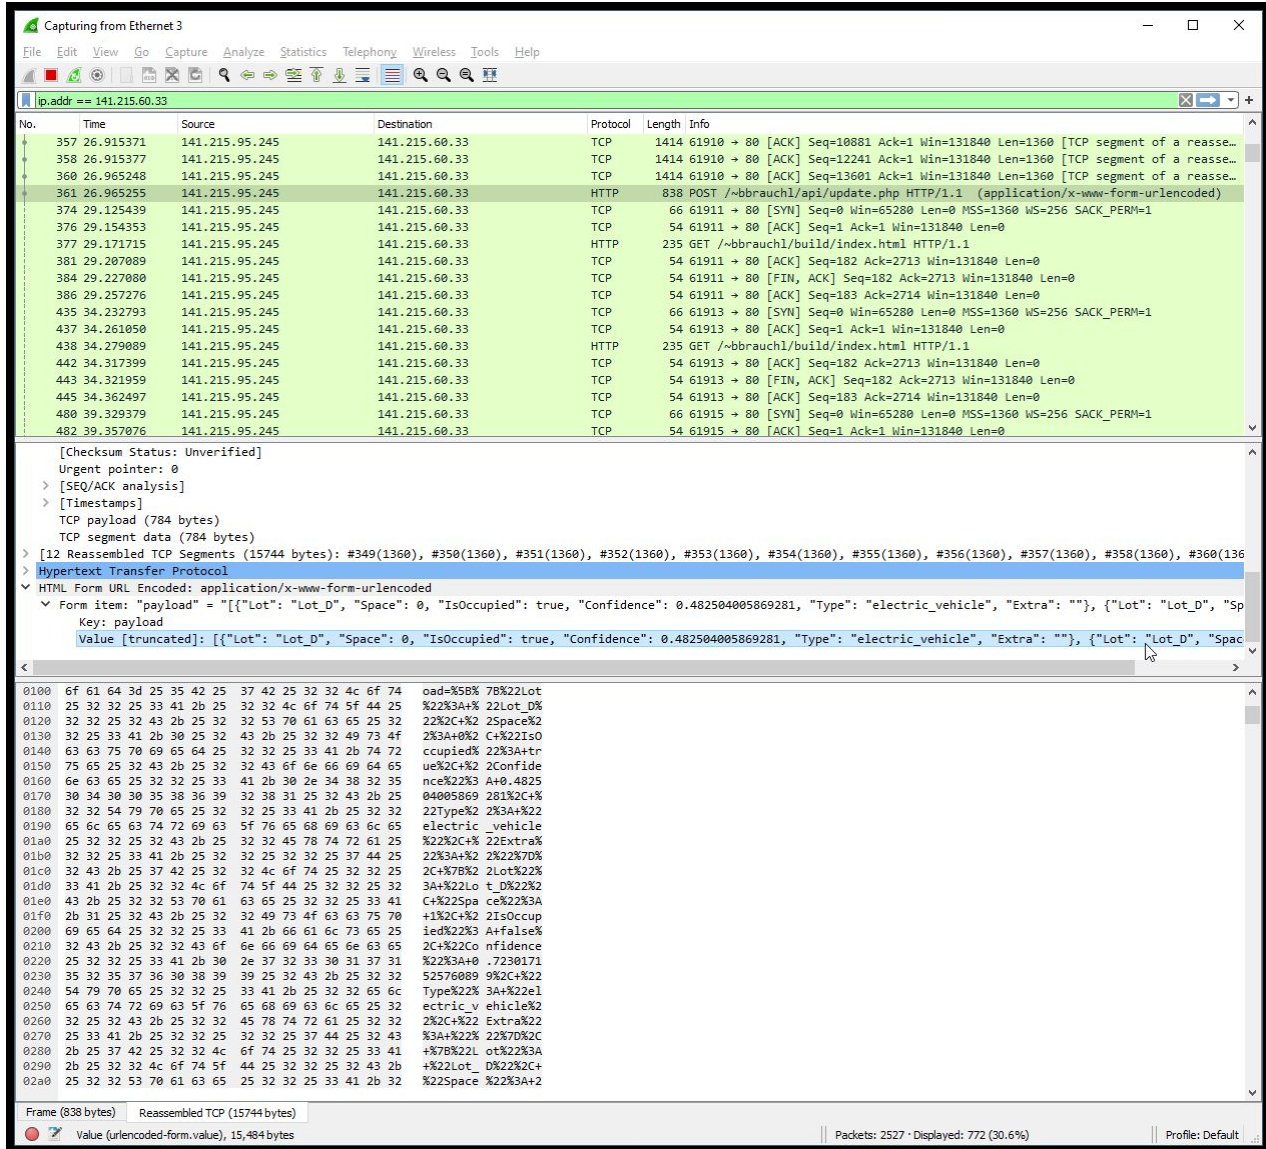 Capturing from Ethernet 3
File Edit View Go Capture Analyze Statistics Telephony Wireless Tools Help
ip.addr == 141.215.60.33
No. Time Source Destination Protocol Length Info
357 26.915371 141.215.95.245 141.215.60.33 TCP 1414 61910 → 80 [ACK] Seq=10881 Ack=1 Win=131840 Len=1360 [TCP segment of a reasse…
358 26.915377 141.215.95.245 141.215.60.33 TCP 1414 61910 → 80 [ACK] Seq=12241 Ack=1 Win=131840 Len=1360 [TCP segment of a reasse…
360 26.965248 141.215.95.245 141.215.60.33 TCP 1414 61910 → 80 [ACK] Seq=13601 Ack=1 Win=131840 Len=1360 [TCP segment of a reasse…
361 26.965255 141.215.95.245 141.215.60.33 HTTP 838 POST /~bbrauchl/api/update.php HTTP/1.1 (application/x-www-form-urlencoded)
374 29.125439 141.215.95.245 141.215.60.33 TCP 66 61911 → 80 [SYN] Seq=0 Win=65280 Len=0 MSS=1360 WS=256 SACK_PERM=1
376 29.154353 141.215.95.245 141.215.60.33 TCP 54 61911 → 80 [ACK] Seq=1 Ack=1 Win=131840 Len=0
377 29.171715 141.215.95.245 141.215.60.33 HTTP 235 GET /~bbrauchl/build/index.html HTTP/1.1
381 29.207089 141.215.95.245 141.215.60.33 TCP 54 61911 → 80 [ACK] Seq=182 Ack=2713 Win=131840 Len=0
384 29.227080 141.215.95.245 141.215.60.33 TCP 54 61911 → 80 [FIN, ACK] Seq=182 Ack=2713 Win=131840 Len=0
386 29.257276 141.215.95.245 141.215.60.33 TCP 54 61911 → 80 [ACK] Seq=183 Ack=2714 Win=131840 Len=0
435 34.232793 141.215.95.245 141.215.60.33 TCP 66 61913 → 80 [SYN] Seq=0 Win=65280 Len=0 MSS=1360 WS=256 SACK_PERM=1
437 34.261050 141.215.95.245 141.215.60.33 TCP 54 61913 → 80 [ACK] Seq=1 Ack=1 Win=131840 Len=0
438 34.279089 141.215.95.245 141.215.60.33 HTTP 235 GET /~bbrauchl/build/index.html HTTP/1.1
442 34.317399 141.215.95.245 141.215.60.33 TCP 54 61913 → 80 [ACK] Seq=182 Ack=2713 Win=131840 Len=0
443 34.321959 141.215.95.245 141.215.60.33 TCP 54 61913 → 80 [FIN, ACK] Seq=182 Ack=2713 Win=131840 Len=0
445 34.362497 141.215.95.245 141.215.60.33 TCP 54 61913 → 80 [ACK] Seq=183 Ack=2714 Win=131840 Len=0
480 39.329379 141.215.95.245 141.215.60.33 TCP 66 61915 → 80 [SYN] Seq=0 Win=65280 Len=0 MSS=1360 WS=256 SACK_PERM=1
482 39.357076 141.215.95.245 141.215.60.33 TCP 54 61915 → 80 [ACK] Seq=1 Ack=1 Win=131840 Len=0
[Checksum Status: Unverified]
Urgent pointer: 0
[SEQ/ACK analysis]
[Timestamps]
TCP payload (784 bytes)
TCP segment data (784 bytes)
[12 Reassembled TCP Segments (15744 bytes): #349(1360), #350(1360), #351(1360), #352(1360), #353(1360), #354(1360), #355(1360), #356(1360), #357(1360), #358(1360), #360(136
Hypertext Transfer Protocol
HTML Form URL Encoded: application/x-www-form-urlencoded
Form item: "payload" = "[{"Lot": "Lot_D", "Space": 0, "IsOccupied": true, "Confidence": 0.482504005869281, "Type": "electric_vehicle", "Extra": ""}, {"Lot": "Lot_D", "Sp
Key: payload
Value [truncated]: [{"Lot": "Lot_D", "Space": 0, "IsOccupied": true, "Confidence": 0.482504005869281, "Type": "electric_vehicle", "Extra": ""}, {"Lot": "Lot_D", "Spac
0100 6f 61 64 3d 25 35 42 25 37 42 25 32 32 4c 6f 74 oad=%5B% 7B%22Lot
0110 25 32 32 25 33 41 2b 25 32 32 4c 6f 74 5f 44 25 %22%3A+% 22Lot_D%
0120 32 32 25 32 43 2b 25 32 32 53 70 61 63 65 25 32 22%2C+%2 2Space%2
0130 32 25 33 41 2b 30 25 32 43 2b 25 32 32 49 73 4f 2%3A+0%2 C+%22IsO
0140 63 63 75 70 69 65 64 25 32 32 25 33 41 2b 74 72 ccupied% 22%3A+tr
0150 75 65 25 32 43 2b 25 32 32 43 6f 6e 66 69 64 65 ue%2C+%2 2Confide
0160 6e 63 65 25 32 32 25 33 41 2b 30 2e 34 38 32 35 nce%22%3 A+0.4825
0170 30 34 30 30 35 38 36 39 32 38 31 25 32 43 2b 25 04005869 281%2C+%
0180 32 32 54 79 70 65 25 32 32 25 33 41 2b 25 32 32 22Type%2 2%3A+%22
0190 65 6c 65 63 74 72 69 63 5f 76 65 68 69 63 6c 65 electric _vehicle
01a0 25 32 32 25 32 43 2b 25 32 32 45 78 74 72 61 25 %22%2C+% 22Extra%
01b0 32 32 25 33 41 2b 25 32 32 25 32 32 25 37 44 25 22%3A+%2 2%22%7D%
01c0 32 43 2b 25 37 42 25 32 32 4c 6f 74 25 32 32 25 2C+%7B%2 2Lot%22%
01d0 33 41 2b 25 32 32 4c 6f 74 5f 44 25 32 32 25 32 3A+%22Lo t_D%22%2
01e0 43 2b 25 32 32 53 70 61 63 65 25 32 32 25 33 41 C+%22Spa ce%22%3A
01f0 2b 31 25 32 43 2b 25 32 32 49 73 4f 63 63 75 70 +1%2C+%2 2IsOccup
0200 69 65 64 25 32 32 25 33 41 2b 66 61 6c 73 65 25 ied%22%3 A+false%
0210 32 43 2b 25 32 32 43 6f 6e 66 69 64 65 6e 63 65 2C+%22Co nfidence
0220 25 32 32 25 33 41 2b 30 2e 37 32 33 30 31 37 31 %22%3A+0 .7230171
0230 35 32 35 37 36 30 38 39 39 25 32 43 2b 25 32 32 52576089 9%2C+%22
0240 54 79 70 65 25 32 32 25 33 41 2b 25 32 32 65 6c Type%22% 3A+%22el
0250 65 63 74 72 69 63 5f 76 65 68 69 63 6c 65 25 32 ectric_v ehicle%2
0260 32 25 32 43 2b 25 32 32 45 78 74 72 61 25 32 32 2%2C+%22 Extra%22
0270 25 33 41 2b 25 32 32 25 32 32 25 37 44 25 32 43 %3A+%22% 22%7D%2C
0280 2b 25 37 42 25 32 32 4c 6f 74 25 32 32 25 33 41 +%7B%22L ot%22%3A
0290 2b 25 32 32 4c 6f 74 5f 44 25 32 32 25 32 43 2b +%22Lot_ D%22%2C+
02a0 25 32 32 53 70 61 63 65 25 32 32 25 33 41 2b 32 %22Space %22%3A+2
Frame (838 bytes) Reassembled TCP (15744 bytes)
Value (urlencoded-form.value), 15,484 bytes Packets: 2527 · Displayed: 772 (30.6%) Profile: Default